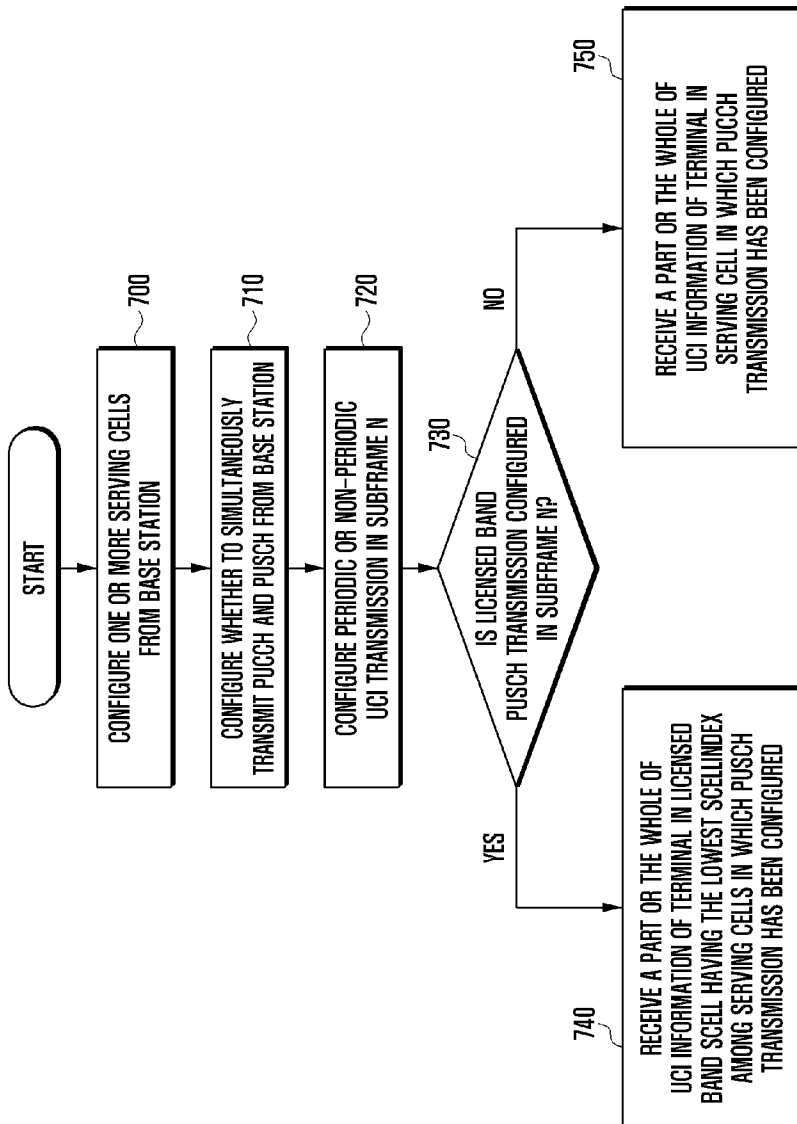 START
700
CONFIGURE ONE OR MORE SERVING CELLS
FROM BASE STATION
710
CONFIGURE WHETHER TO SIMULTANEOUSLY
TRANSMIT PUCCH AND PUSCH FROM BASE STATION
720
CONFIGURE PERIODIC OR NON-PERIODIC
UCI TRANSMISSION IN SUBFRAME N
730
IS LICENSED BAND
PUSCH TRANSMISSION CONFIGURED
IN SUBFRAME N?
YES
NO
740
RECEIVE A PART OR THE WHOLE OF
UCI INFORMATION OF TERMINAL IN LICENSED
BAND SCELL HAVING THE LOWEST SCELLINDEX
AMONG SERVING CELLS IN WHICH PUSCH
TRANSMISSION HAS BEEN CONFIGURED
750
RECEIVE A PART OR THE WHOLE OF
UCI INFORMATION OF TERMINAL IN
SERVING CELL IN WHICH PUCCH
TRANSMISSION HAS BEEN CONFIGURED